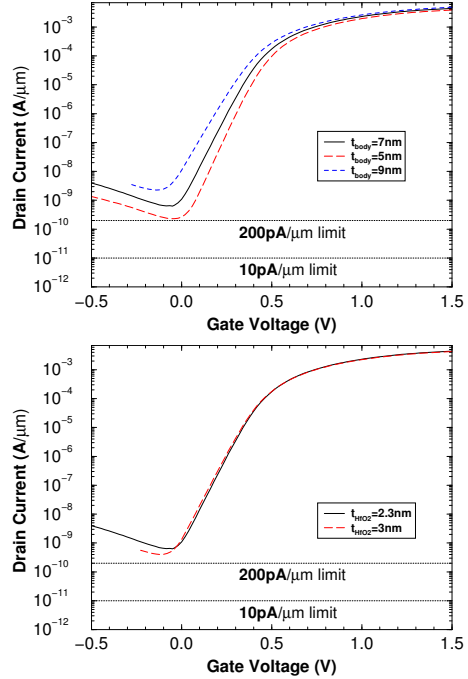 Drain Current (A/μm)
10⁻³
10⁻⁴
10⁻⁵
10⁻⁶
10⁻⁷
10⁻⁸
10⁻⁹
10⁻¹⁰
10⁻¹¹
10⁻¹²
t_body=7nm
t_body=5nm
t_body=9nm
200pA/μm limit
10pA/μm limit
−0.5 0.0 0.5 1.0 1.5
Gate Voltage (V)
Drain Current (A/μm)
10⁻³
10⁻⁴
10⁻⁵
10⁻⁶
10⁻⁷
10⁻⁸
10⁻⁹
10⁻¹⁰
10⁻¹¹
10⁻¹²
t_HfO2=2.3nm
t_HfO2=3nm
200pA/μm limit
10pA/μm limit
−0.5 0.0 0.5 1.0 1.5
Gate Voltage (V)